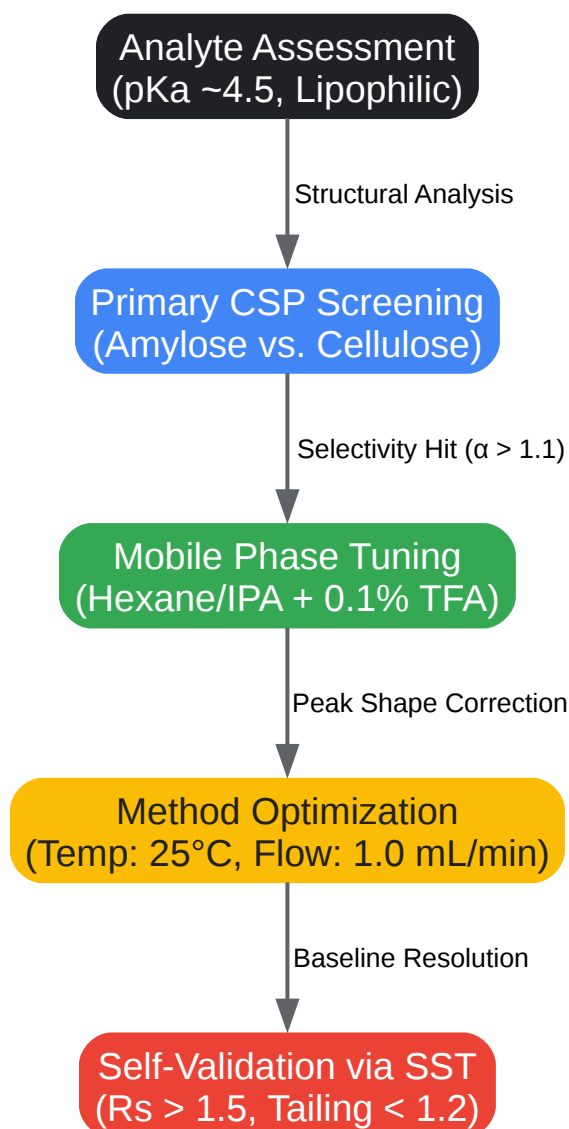 Analyte Assessment
(pKa ~4.5, Lipophilic)
Structural Analysis
Primary CSP Screening
(Amylose vs. Cellulose)
Selectivity Hit (α > 1.1)
Mobile Phase Tuning
(Hexane/IPA + 0.1% TFA)
Peak Shape Correction
Method Optimization
(Temp: 25°C, Flow: 1.0 mL/min)
Baseline Resolution
Self-Validation via SST
(Rs > 1.5, Tailing < 1.2)